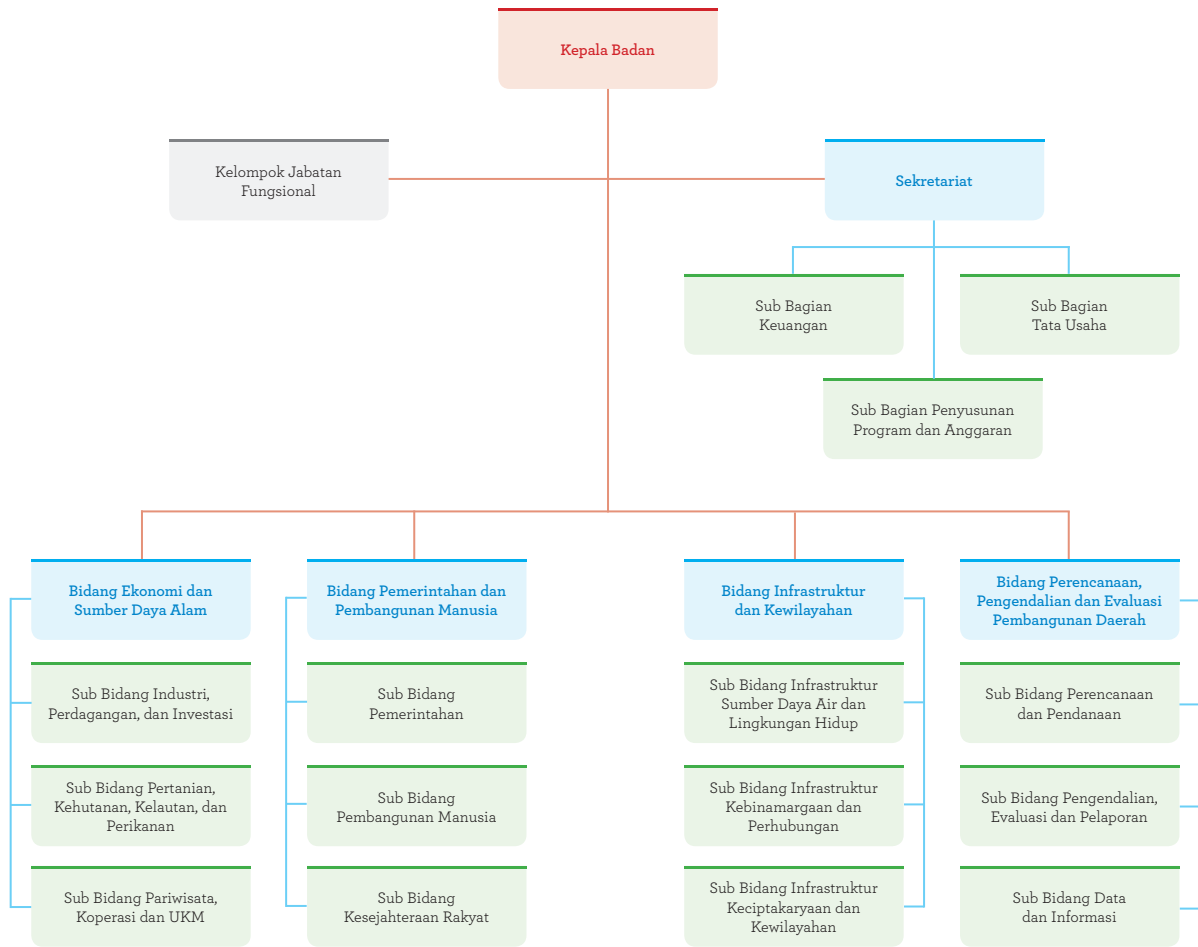 Kepala Badan
Kelompok Jabatan
Fungsional
Sekretariat
Sub Bagian
Keuangan
Sub Bagian
Tata Usaha
Sub Bagian Penyusunan
Program dan Anggaran
Bidang Ekonomi dan
Sumber Daya Alam
Sub Bidang Industri,
Perdagangan, dan Investasi
Sub Bidang Pertanian,
Kehutanan, Kelautan, dan
Perikanan
Sub Bidang Pariwisata,
Koperasi dan UKM
Bidang Pemerintahan dan
Pembangunan Manusia
Sub Bidang
Pemerintahan
Sub Bidang
Pembangunan Manusia
Sub Bidang
Kesejahteraan Rakyat
Bidang Infrastruktur
dan Kewilayahan
Sub Bidang Infrastruktur
Sumber Daya Air dan
Lingkungan Hidup
Sub Bidang Infrastruktur
Kebinamargaan dan
Perhubungan
Sub Bidang Infrastruktur
Keciptakaryaan dan
Kewilayahan
Bidang Perencanaan,
Pengendalian dan Evaluasi
Pembangunan Daerah
Sub Bidang Perencanaan
dan Pendanaan
Sub Bidang Pengendalian,
Evaluasi dan Pelaporan
Sub Bidang Data
dan Informasi